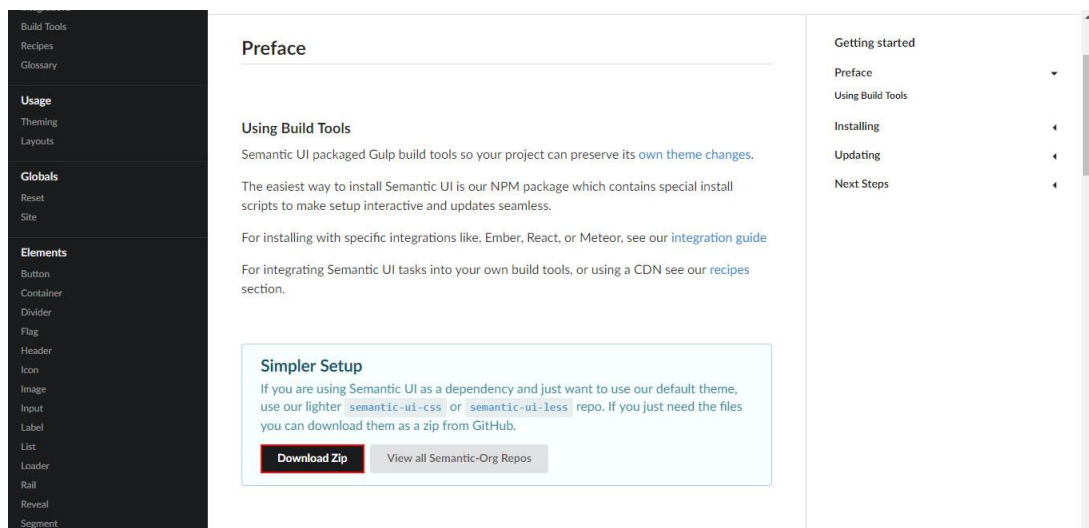 Build Tools
Recipes
Glossary
Usage
Theming
Layouts
Globals
Reset
Site
Elements
Button
Container
Divider
Flag
Header
Icon
Image
Input
Label
List
Loader
Rail
Reveal
Segment
Preface
Using Build Tools
Semantic UI packaged Gulp build tools so your project can preserve its own theme changes.
The easiest way to install Semantic UI is our NPM package which contains special install
scripts to make setup interactive and updates seamless.
For installing with specific integrations like, Ember, React, or Meteor, see our integration guide
For integrating Semantic UI tasks into your own build tools, or using a CDN see our recipes
section.
Simpler Setup
If you are using Semantic UI as a dependency and just want to use our default theme,
use our lighter semantic-ui-css or semantic-ui-less repo. If you just need the files
you can download them as a zip from GitHub.
Download Zip
View all Semantic-Org Repos
Getting started
Preface
Using Build Tools
Installing
Updating
Next Steps